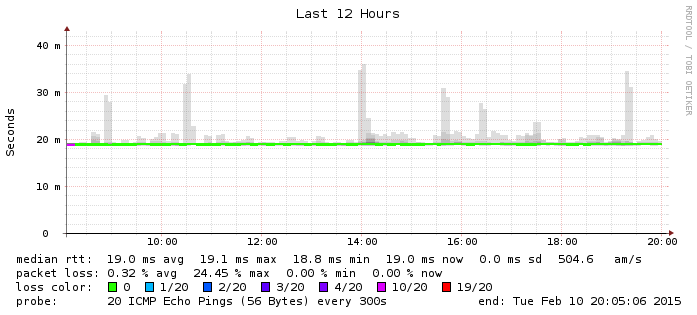 Last 12 Hours
RRDTOOL / TOBI OETIKER
Seconds
40 m
30 m
20 m
10 m
0
10:00 12:00 14:00 16:00 18:00 20:00
median rtt: 19.0 ms avg 19.1 ms max 18.8 ms min 19.0 ms now 0.0 ms sd 504.6 am/s
packet loss: 0.32 % avg 24.45 % max 0.00 % min 0.00 % now
loss color: 0 1/20 2/20 3/20 4/20 10/20 19/20
probe: 20 ICMP Echo Pings (56 Bytes) every 300s end: Tue Feb 10 20:05:06 2015